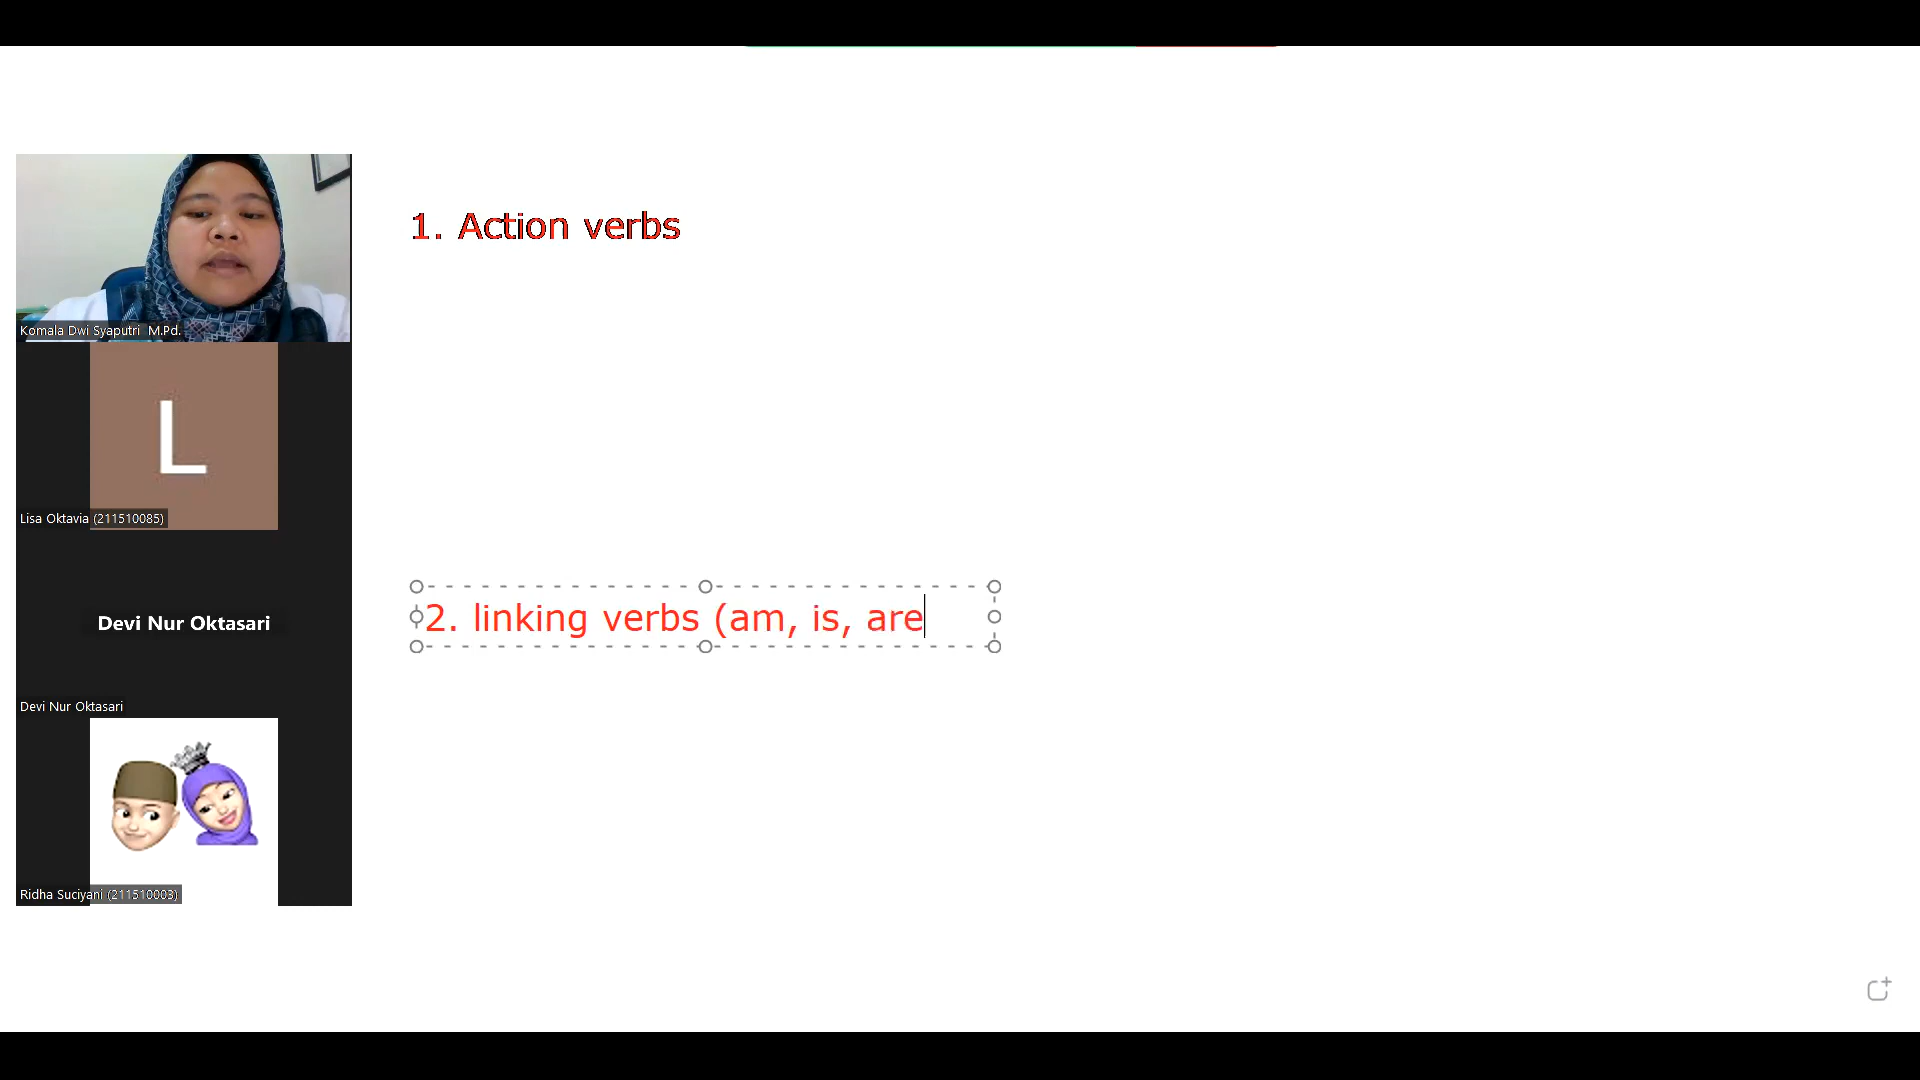 1. Action verbs
Komala Dwi Syaputri  M.Pd.
L
Lisa Oktavia (211510085)
2. linking verbs (am, is, are
Devi Nur Oktasari
Devi Nur Oktasari
Ridha Suciyani (211510003)